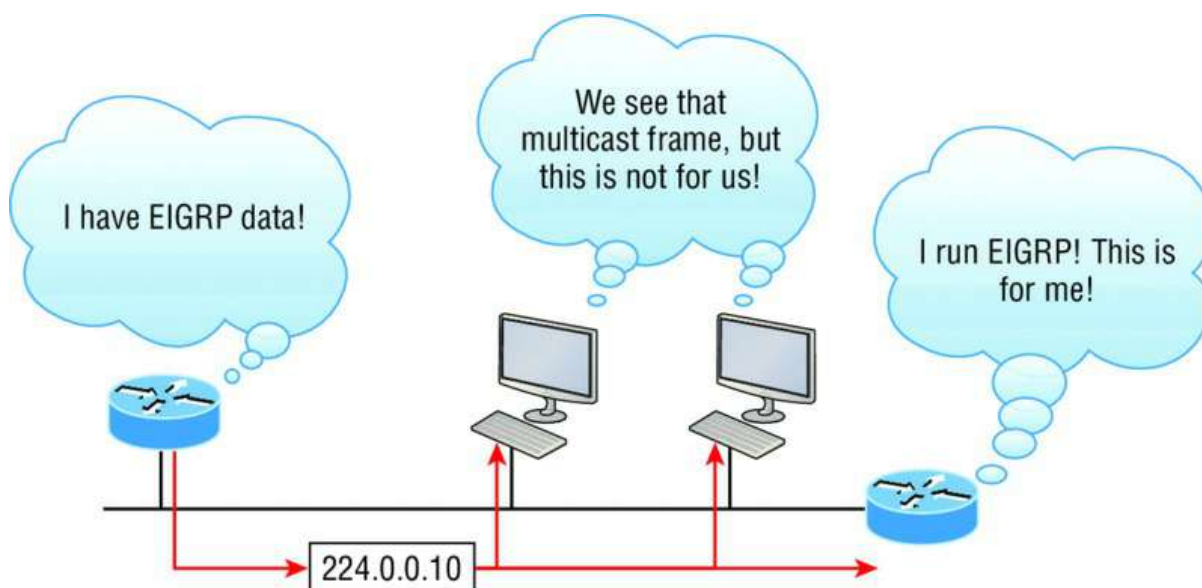 I have EIGRP data!
We see that
multicast frame, but
this is not for us!
I run EIGRP! This is
for me!
224.0.0.10